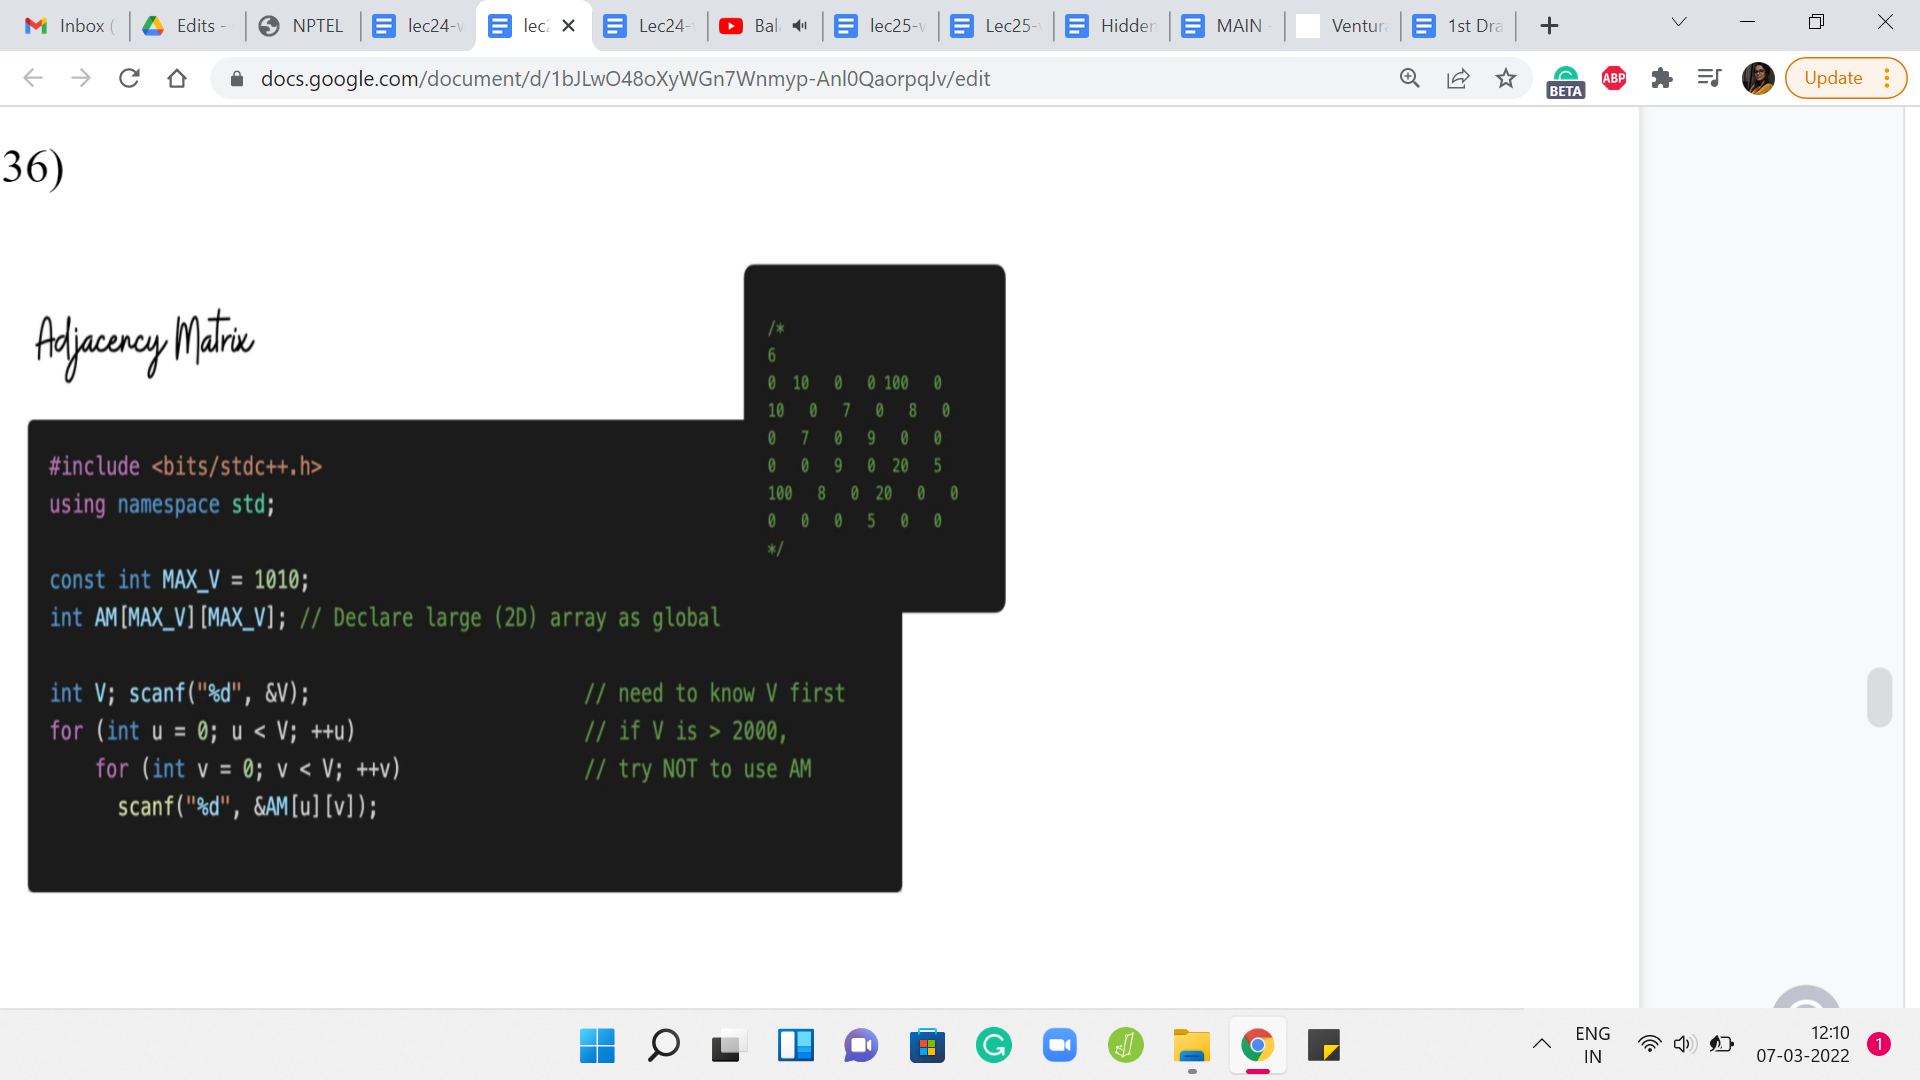 Inbox (
Edits -
NPTEL
lec24-v
lec2
Lec24-
Bal
lec25-v
Lec25-
Hidden
MAIN -
Ventur
1st Dra
docs.google.com/document/d/1bJLwO48oXyWGn7Wnmyp-Anl0QaorpqJv/edit
BETA
ABP
Update
36)
Adjacency Matrix
/*
6
0 10 0 0 100 0
10 0 7 0 8 0
0 7 0 9 0 0
0 0 9 0 20 5
100 8 0 20 0 0
0 0 0 5 0 0
*/
#include <bits/stdc++.h>
using namespace std;
const int MAX_V = 1010;
int AM[MAX_V][MAX_V]; // Declare large (2D) array as global
int V; scanf("%d", &V); // need to know V first
for (int u = 0; u < V; ++u) // if V is > 2000,
for (int v = 0; v < V; ++v) // try NOT to use AM
scanf("%d", &AM[u][v]);
ENG
IN
12:10
07-03-2022
1